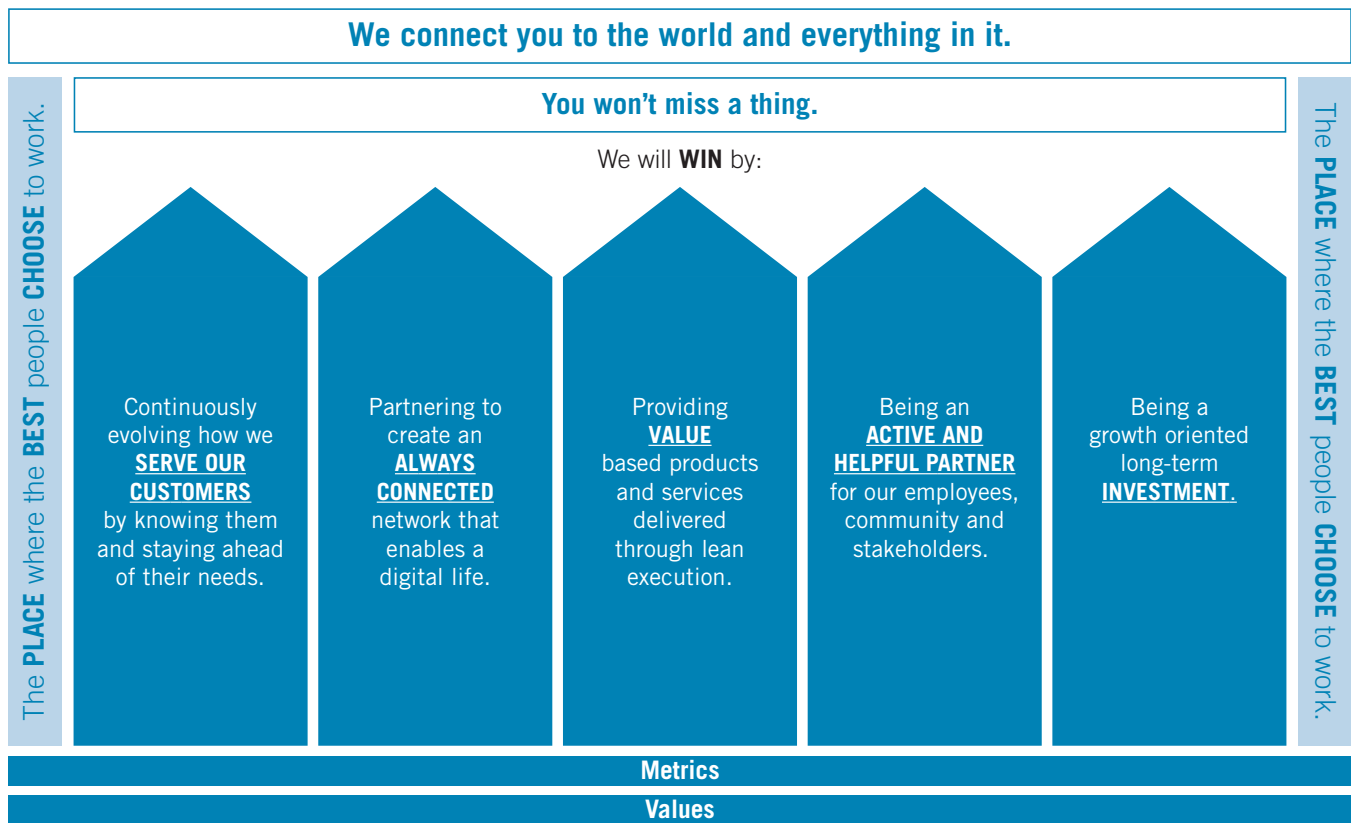 We connect you to the world and everything in it.
The PLACE where the BEST people CHOOSE to work.
You won't miss a thing.
We will WIN by:
Continuously
evolving how we
SERVE OUR
CUSTOMERS
by knowing them
and staying ahead
of their needs.
Partnering to
create an
ALWAYS
CONNECTED
network that
enables a
digital life.
Providing
VALUE
based products
and services
delivered
through lean
execution.
Being an
ACTIVE AND
HELPFUL PARTNER
for our employees,
community and
stakeholders.
Being a
growth oriented
long-term
INVESTMENT.
The PLACE where the BEST people CHOOSE to work.
Metrics
Values